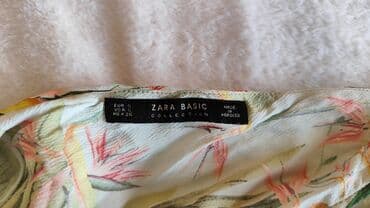 EUR S
USA S
MEX 26
ZARA BASIC
COLLECTION
MADE
IN
MOROCCO